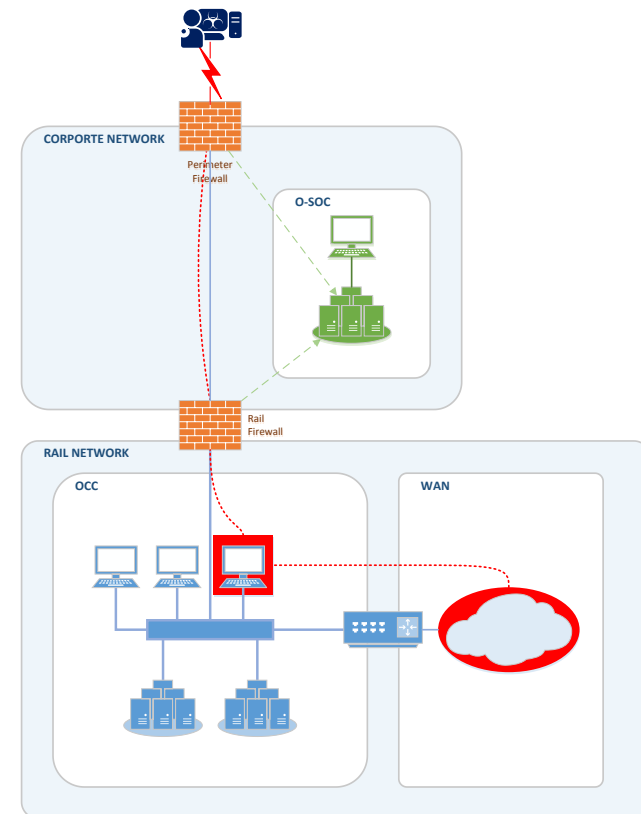 CORPORTE NETWORK
Perimeter
Firewall
O-SOC
Rail
Firewall
RAIL NETWORK
OCC
WAN